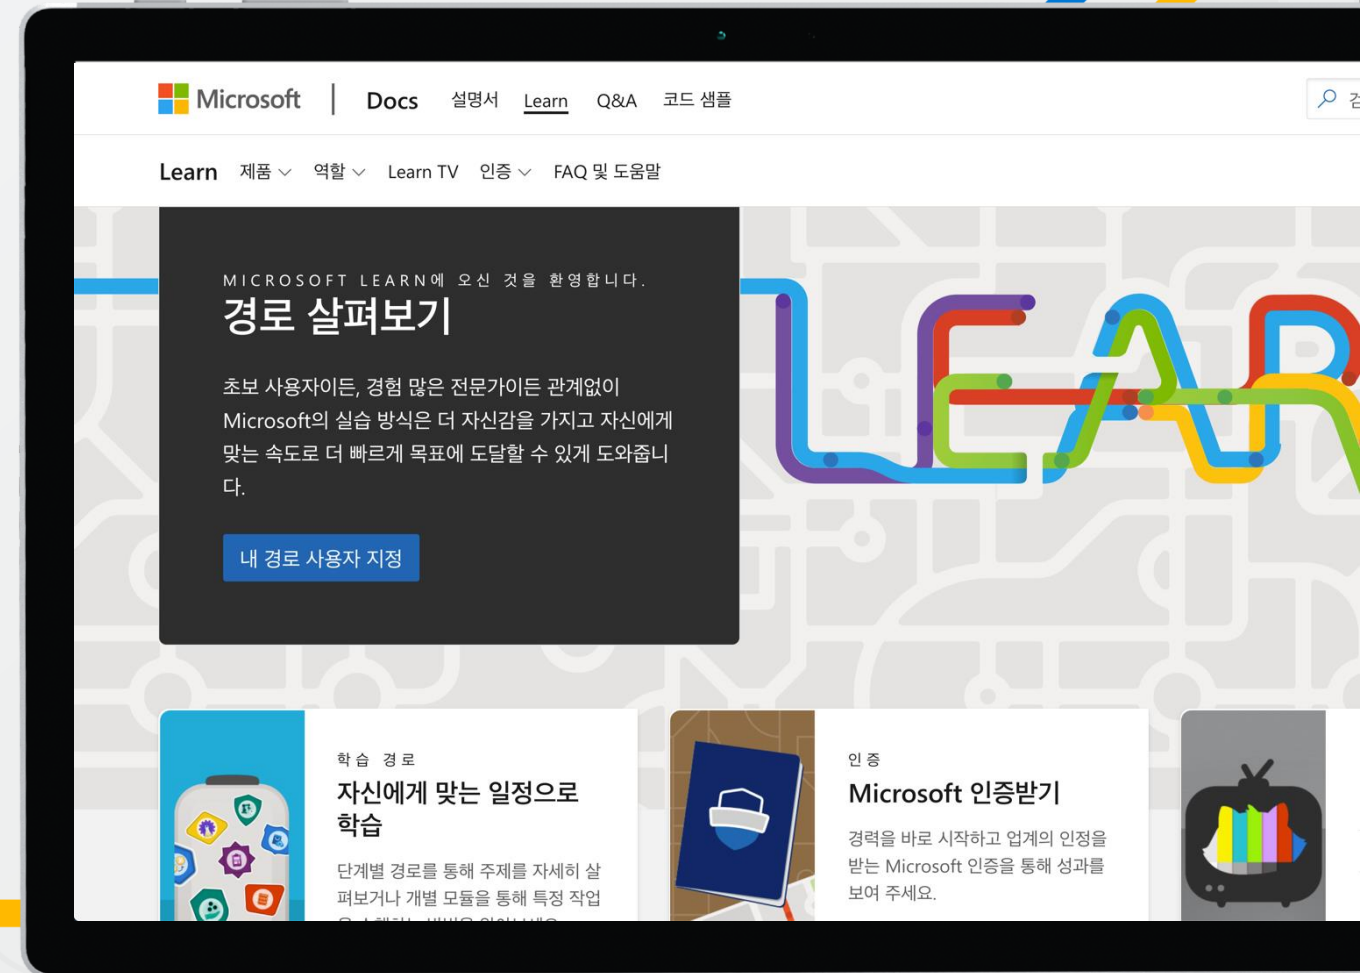 Microsoft Docs 설명서 Learn Q&A 코드 샘플
Learn 제품 역할 Learn TV 인증 FAQ 및 도움말
MICROSOFT LEARN에 오신 것을 환영합니다.
경로 살펴보기
초보 사용자이든, 경험 많은 전문가이든 관계없이
Microsoft의 실습 방식은 더 자신감을 가지고 자신에게
맞는 속도로 더 빠르게 목표에 도달할 수 있게 도와줍니
다.
내 경로 사용자 지정
LEAR
학습 경로
자신에게 맞는 일정으로
학습
단계별 경로를 통해 주제를 자세히 살
펴보거나 개별 모듈을 통해 특정 작업
인증
Microsoft 인증받기
경력을 바로 시작하고 업계의 인정을
받는 Microsoft 인증을 통해 성과를
보여 주세요.